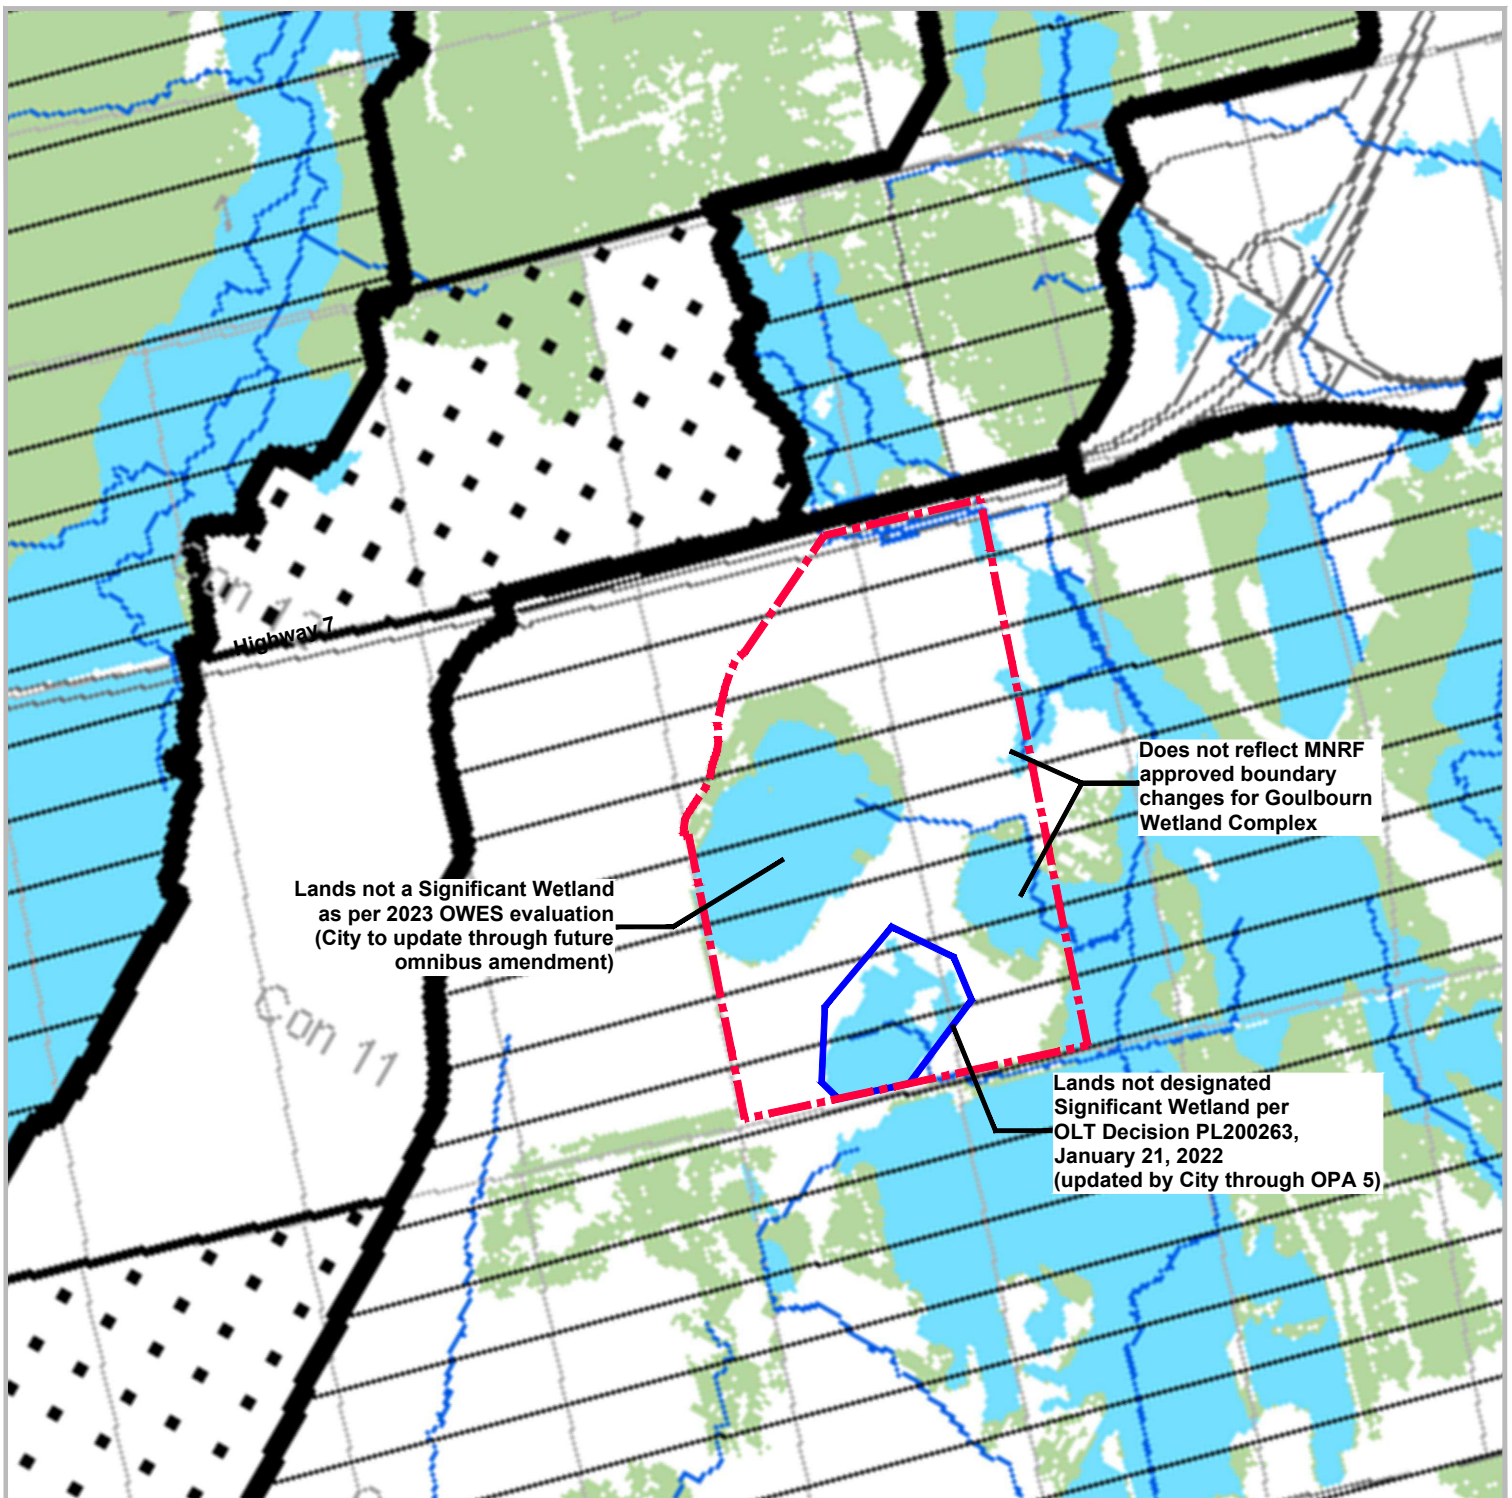 Highway 7
Does not reflect MNRF
approved boundary
changes for Goulbourn
Wetland Complex
Lands not a Significant Wetland
as per 2023 OWES evaluation
(City to update through future
omnibus amendment)
Con 11
Lands not designated
Significant Wetland per
OLT Decision PL200263,
January 21, 2022
(updated by City through OPA 5)